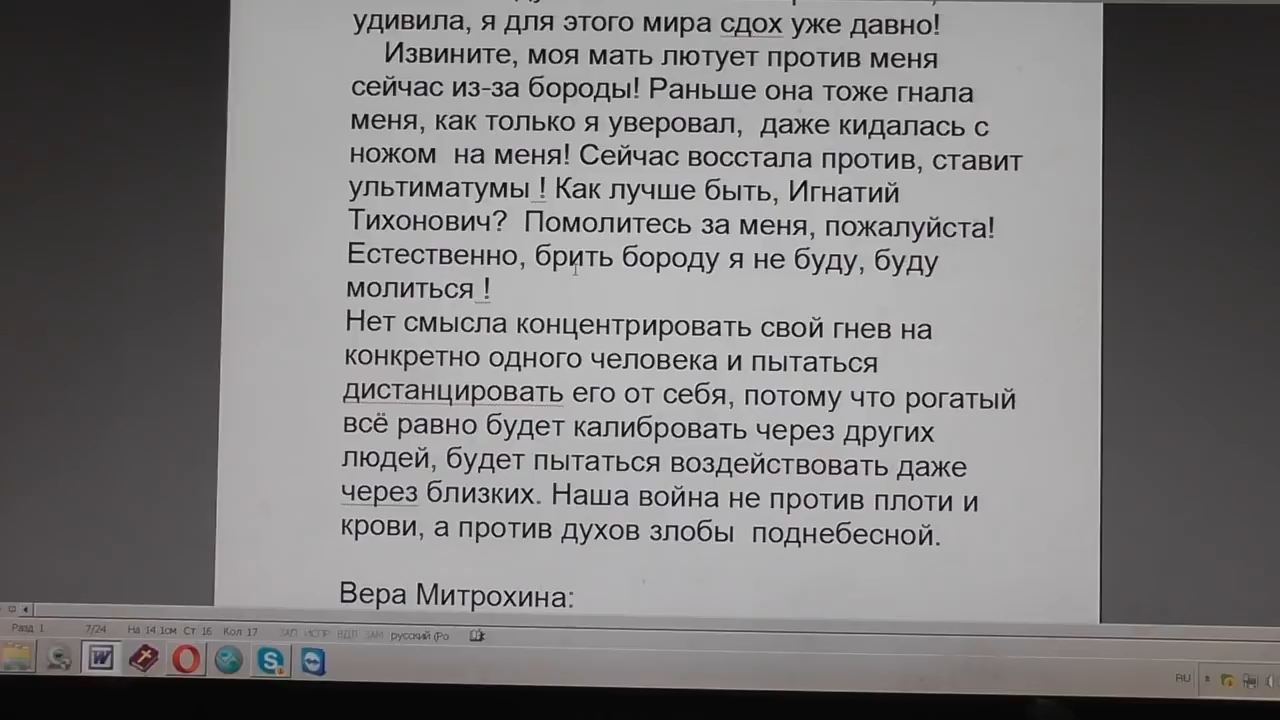 удивила, я для этого мира сдох уже давно!
Извините, моя мать лютует против меня
сейчас из-за бороды! Раньше она тоже гнала
меня, как только я уверовал,  даже кидалась с
ножом  на меня! Сейчас восстала против, ставит
ультиматумы ! Как лучше быть, Игнатий
Тихонович?  Помолитесь за меня, пожалуйста!
Естественно, брить бороду я не буду, буду
молиться !
Нет смысла концентрировать свой гнев на
конкретно одного человека и пытаться
дистанцировать его от себя, потому что рогатый
всё равно будет калибровать через других
людей, будет пытаться воздействовать даже
через близких. Наша война не против плоти и
крови, а против духов злобы  поднебесной.
Вера Митрохина:
Разд 1 7/24 На 14.1см Ст 16 Кол 17 ЗАП ИСПР ВДЛ ЗАМ русский (Ро
RU